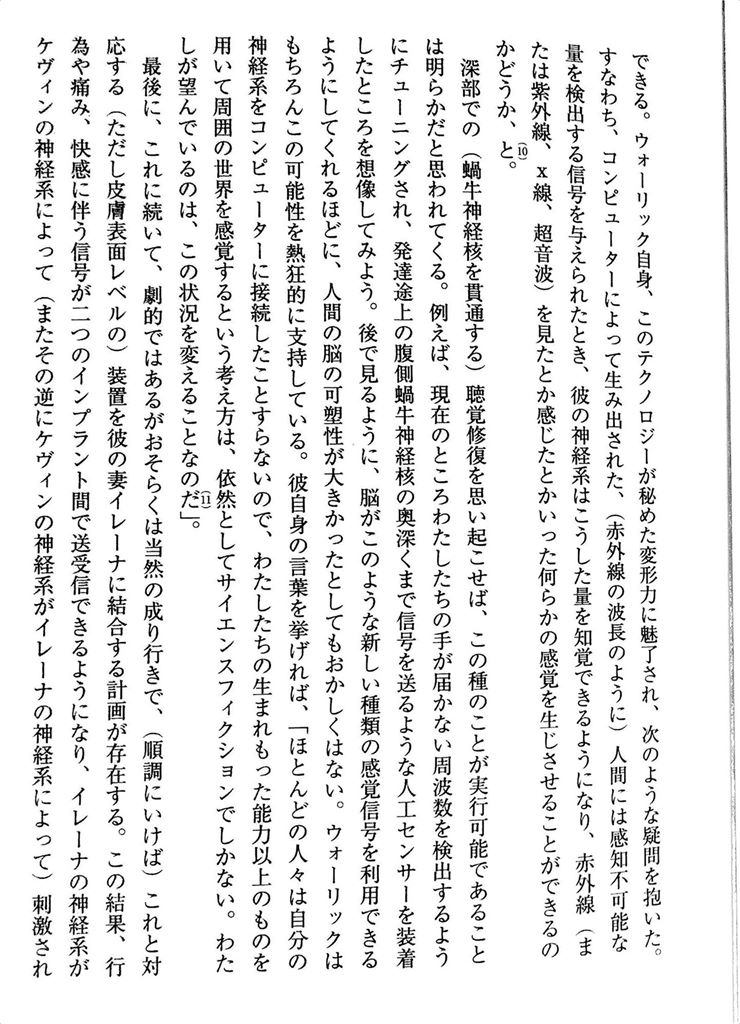 できる。ウォーリック自身、このテクノロジーが秘めた変形力に魅了され、次のような疑問を抱いた。
すなわち、コンピューターによって生み出された、（赤外線の波長のように）人間には感知不可能な
量を検出する信号を与えられたとき、彼の神経系はこうした量を知覚できるようになり、赤外線（ま
たは紫外線、x線、超音波）を見たとか感じたとかいった何らかの感覚を生じさせることができるの
かどうか、と。(10)
深部での（蝸牛神経核を貫通する）聴覚修復を思い起こせば、この種のことが実行可能であること
は明らかだと思われてくる。例えば、現在のところわたしたちの手が届かない周波数を検出するよう
にチューニングされ、発達途上の腹側蝸牛神経核の奥深くまで信号を送るような人工センサーを装着
したところを想像してみよう。後で見るように、脳がこのような新しい種類の感覚信号を利用できる
ようにしてくれるほどに、人間の脳の可塑性が大きかったとしてもおかしくはない。ウォーリックは
もちろんこの可能性を熱狂的に支持している。彼自身の言葉を挙げれば、「ほとんどの人々は自分の
神経系をコンピューターに接続したことすらないので、わたしたちの生まれもった能力以上のものを
用いて周囲の世界を感覚するという考え方は、依然としてサイエンスフィクションでしかない。わた
しが望んでいるのは、この状況を変えることなのだ」。(11)
最後に、これに続いて、劇的ではあるがおそらくは当然の成り行きで、（順調にいけば）これと対
応する（ただし皮膚表面レベルの）装置を彼の妻イレーナに結合する計画が存在する。この結果、行
為や痛み、快感に伴う信号が二つのインプラント間で送受信できるようになり、イレーナの神経系が
ケヴィンの神経系によって（またその逆にケヴィンの神経系がイレーナの神経系によって）刺激され